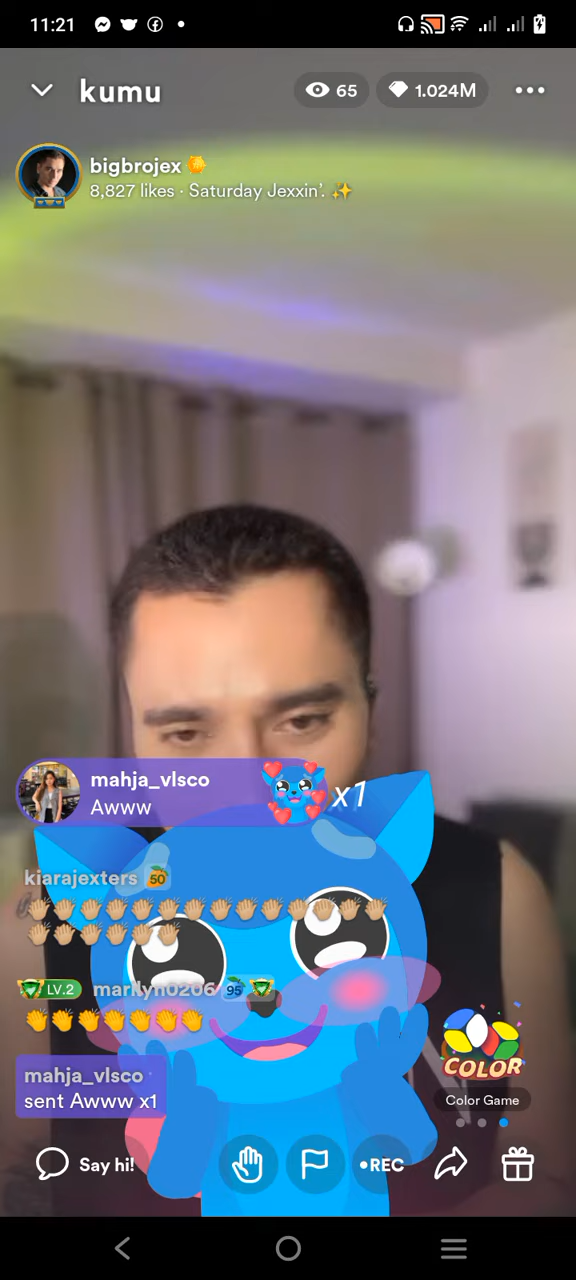 11:21
kumu
65
1.024M
bigbrojex
8,827 likes · Saturday Jexxin'. ✨
mahja_vlsco
Awww
x1
kiarajexters 50
👏🏼👏🏼👏🏼👏🏼👏🏼👏🏼👏🏼👏🏼👏🏼👏🏼👏🏼👏🏼👏🏼👏🏼
👏🏼👏🏼👏🏼👏🏼👏🏼👏🏼
LV.2 marllyn0206 95
👏👏👏👏👏👏👏
mahja_vlsco
sent Awww x1
COLOR
Color Game
Say hi!
•REC